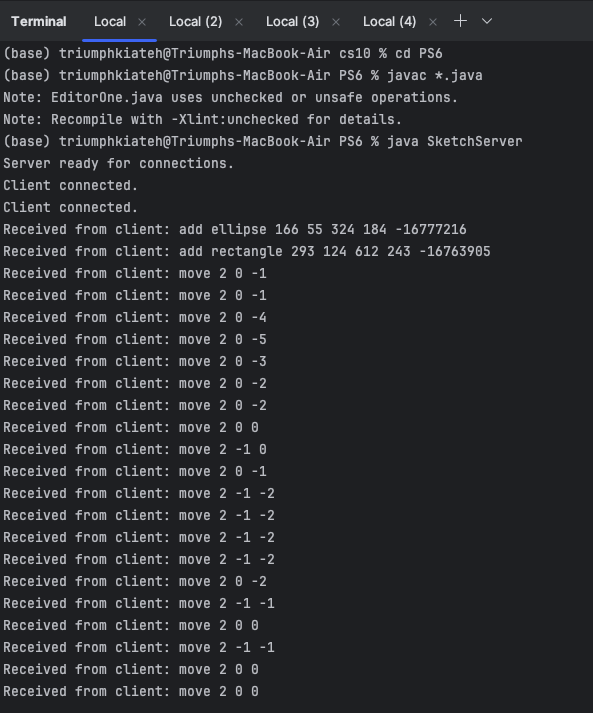 Terminal Local × Local (2) × Local (3) × Local (4) × + ⌄
(base) triumphkiateh@Triumphs-MacBook-Air cs10 % cd PS6
(base) triumphkiateh@Triumphs-MacBook-Air PS6 % javac *.java
Note: EditorOne.java uses unchecked or unsafe operations.
Note: Recompile with -Xlint:unchecked for details.
(base) triumphkiateh@Triumphs-MacBook-Air PS6 % java SketchServer
Server ready for connections.
Client connected.
Client connected.
Received from client: add ellipse 166 55 324 184 -16777216
Received from client: add rectangle 293 124 612 243 -16763905
Received from client: move 2 0 -1
Received from client: move 2 0 -1
Received from client: move 2 0 -4
Received from client: move 2 0 -5
Received from client: move 2 0 -3
Received from client: move 2 0 -2
Received from client: move 2 0 -2
Received from client: move 2 0 0
Received from client: move 2 -1 0
Received from client: move 2 0 -1
Received from client: move 2 -1 -2
Received from client: move 2 -1 -2
Received from client: move 2 -1 -2
Received from client: move 2 -1 -2
Received from client: move 2 0 -2
Received from client: move 2 -1 -1
Received from client: move 2 0 0
Received from client: move 2 -1 -1
Received from client: move 2 0 0
Received from client: move 2 0 0